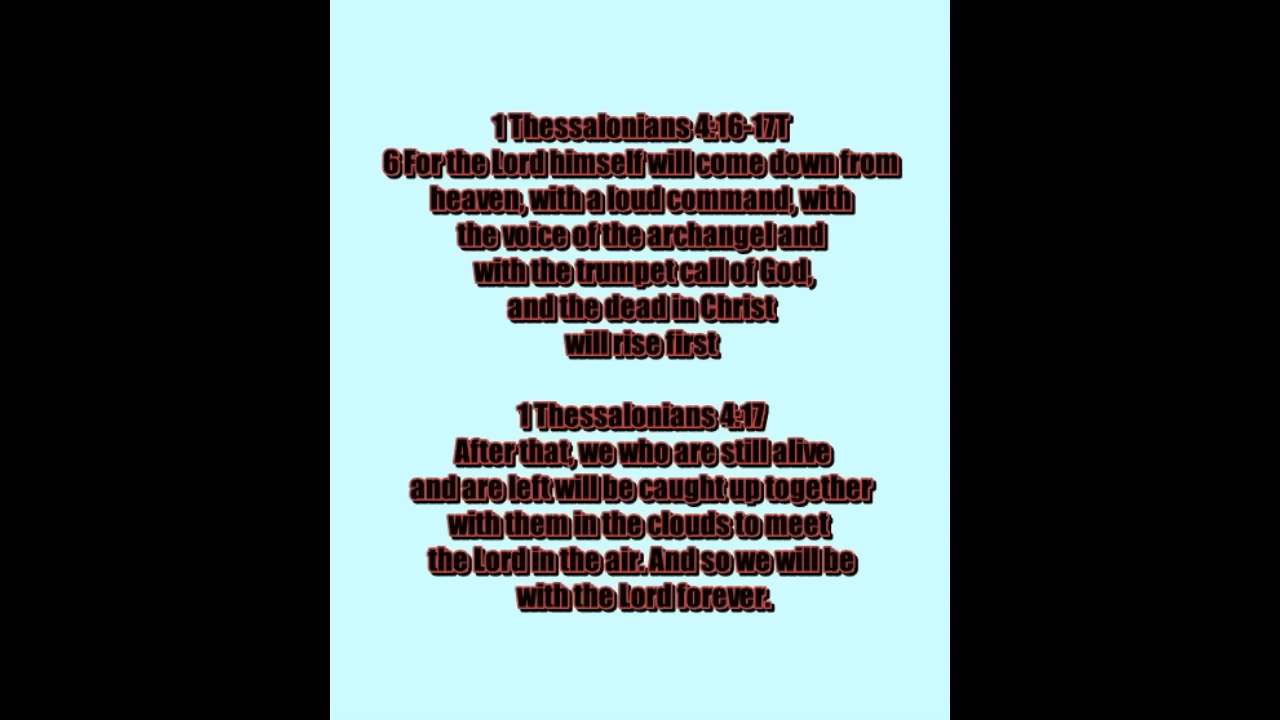 1 Thessalonians 4:16-17T
6 For the Lord himself will come down from
heaven, with a loud command, with
the voice of the archangel and
with the trumpet call of God,
and the dead in Christ
will rise first
1 Thessalonians 4:17
After that, we who are still alive
and are left will be caught up together
with them in the clouds to meet
the Lord in the air. And so we will be
with the Lord forever.